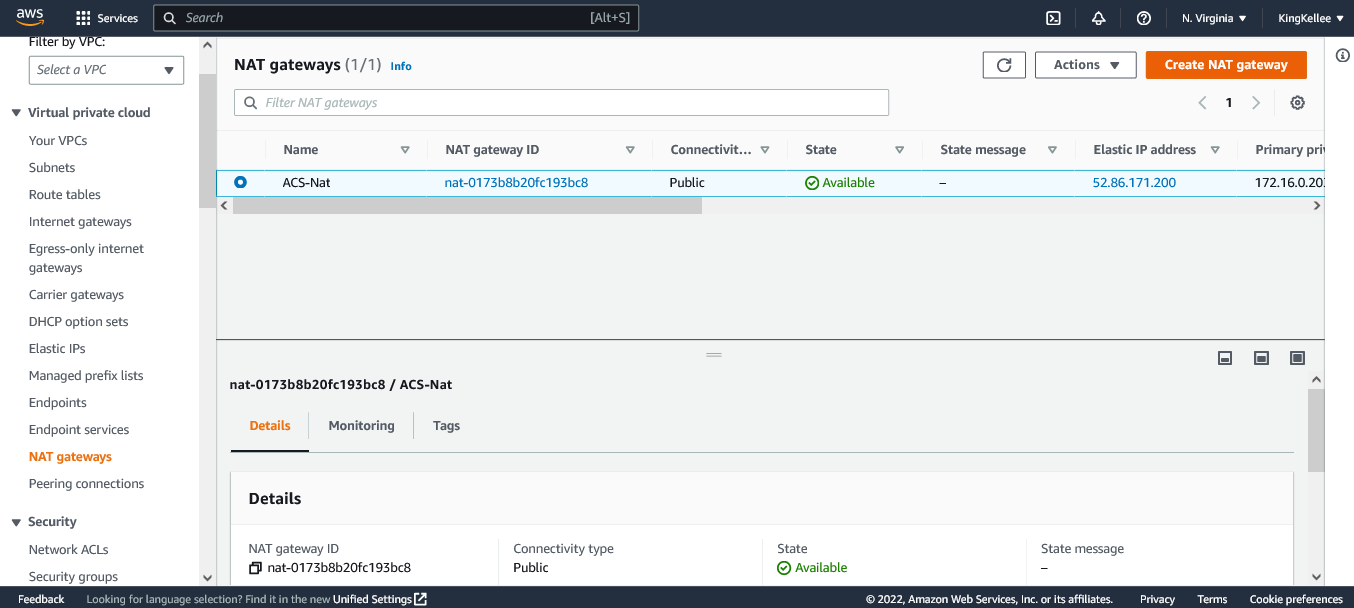 aws
Services
Search
[Alt+S]
N. Virginia
KingKellee
Filter by VPC:
Select a VPC
Virtual private cloud
Your VPCs
Subnets
Route tables
Internet gateways
Egress-only internet
gateways
Carrier gateways
DHCP option sets
Elastic IPs
Managed prefix lists
Endpoints
Endpoint services
NAT gateways
Peering connections
Security
Network ACLs
Security groups
NAT gateways (1/1) Info
Actions
Create NAT gateway
Filter NAT gateways
1
Name NAT gateway ID Connectivit... State State message Elastic IP address Primary pri
ACS-Nat nat-0173b8b20fc193bc8 Public Available – 52.86.171.200 172.16.0.20
nat-0173b8b20fc193bc8 / ACS-Nat
Details Monitoring Tags
Details
NAT gateway ID Connectivity type State State message
nat-0173b8b20fc193bc8 Public Available –
Feedback Looking for language selection? Find it in the new Unified Settings © 2022, Amazon Web Services, Inc. or its affiliates. Privacy Terms Cookie preferences